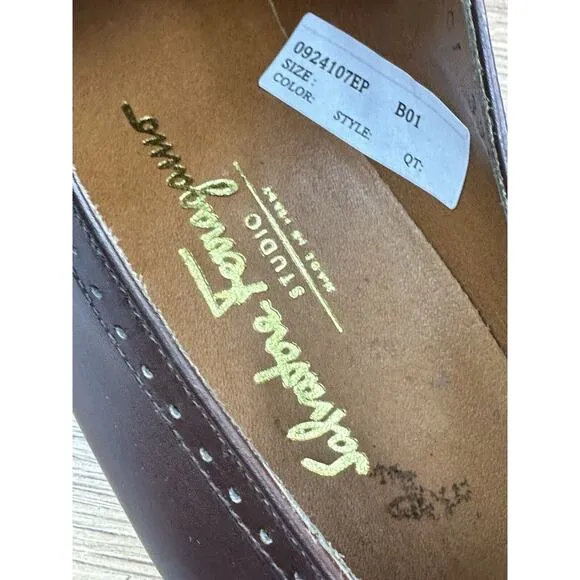 0924107EP B01
SIZE:
COLOR: STYLE: QT:
Salvatore Ferragamo
STUDIO
MADE IN ITALY